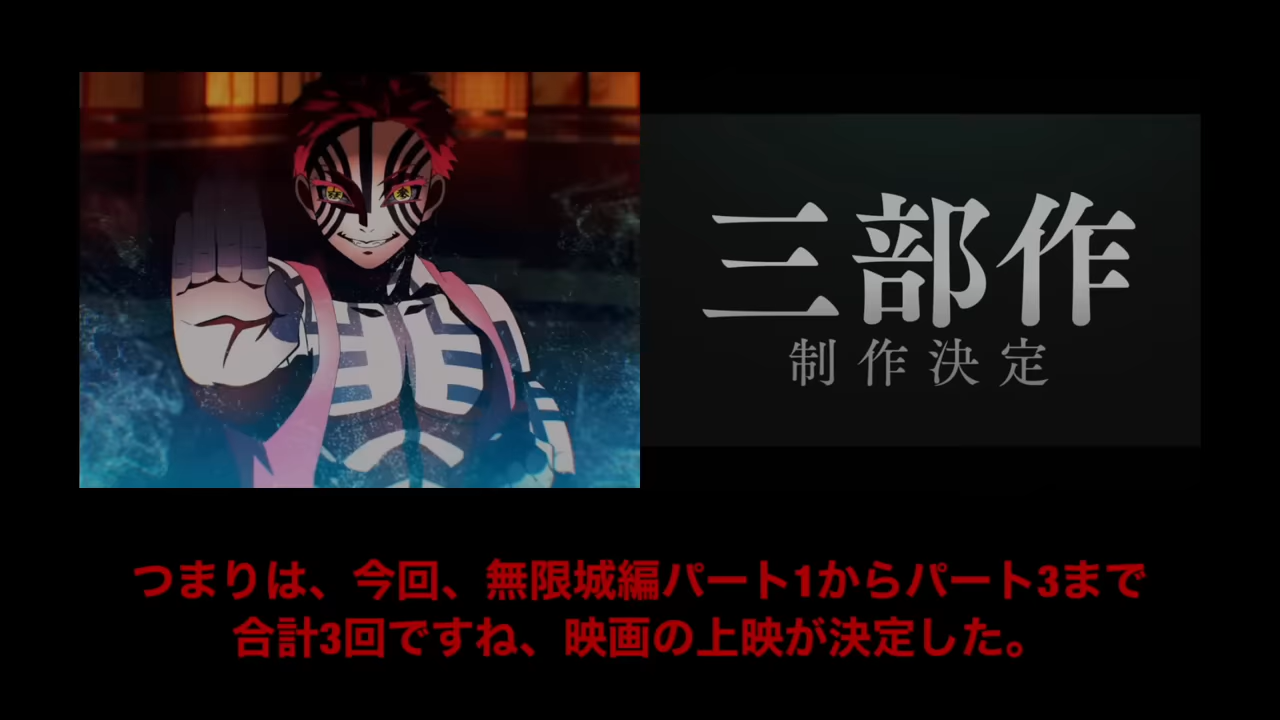 三部作
制作決定
つまりは、今回、無限城編パート1からパート3まで
合計3回ですね、映画の上映が決定した。